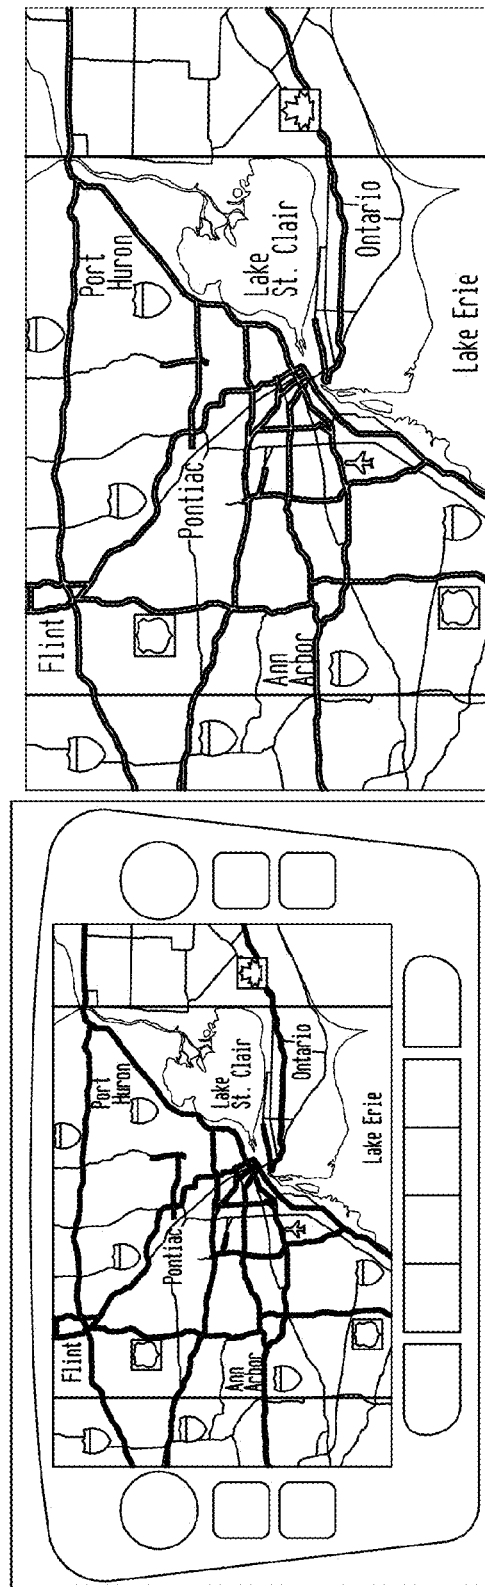 Flint
Port
Huron
Pontiac
Lake
St. Clair
Ann
Arbor
Ontario
Lake Erie
Flint
Port
Huron
Pontiac
Lake
St. Clair
Ann
Arbor
Ontario
Lake Erie